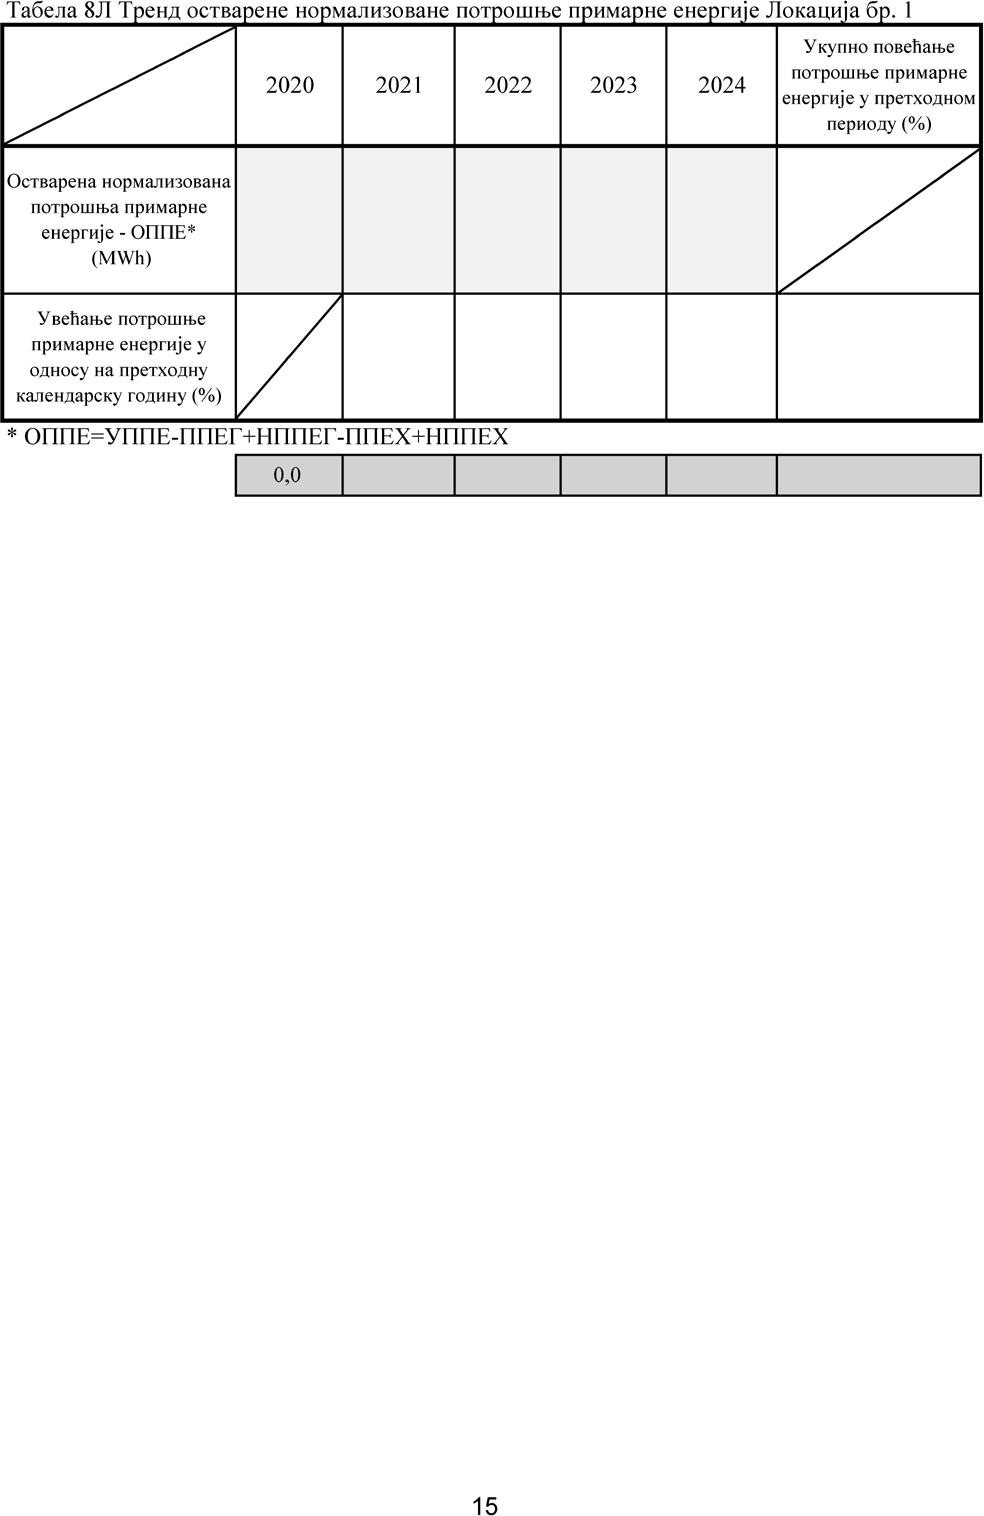 Табела 8Л Тренд остварене нормализоване потрошње примарне енергије Локација бр. 1
2020
2021
2022
2023
2024
Укупно повећање
потрошње примарне
енергије у претходном
периоду (%)
Остварена нормализована
потрошња примарне
енергије - ОППЕ*
(MWh)
Увећање потрошње
примарне енергије у
односу на претходну
календарску годину (%)
* ОППЕ=УППЕ-ППЕГ+НППЕГ-ППЕХ+НППЕХ
0,0
15